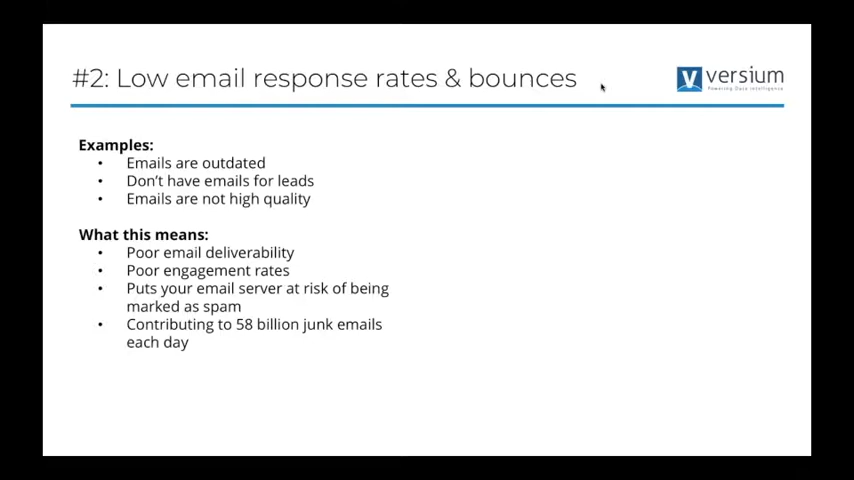 #2: Low email response rates & bounces
versium
Powering Data Intelligence
Examples:
• Emails are outdated
• Don't have emails for leads
• Emails are not high quality
What this means:
• Poor email deliverability
• Poor engagement rates
• Puts your email server at risk of being
marked as spam
• Contributing to 58 billion junk emails
each day